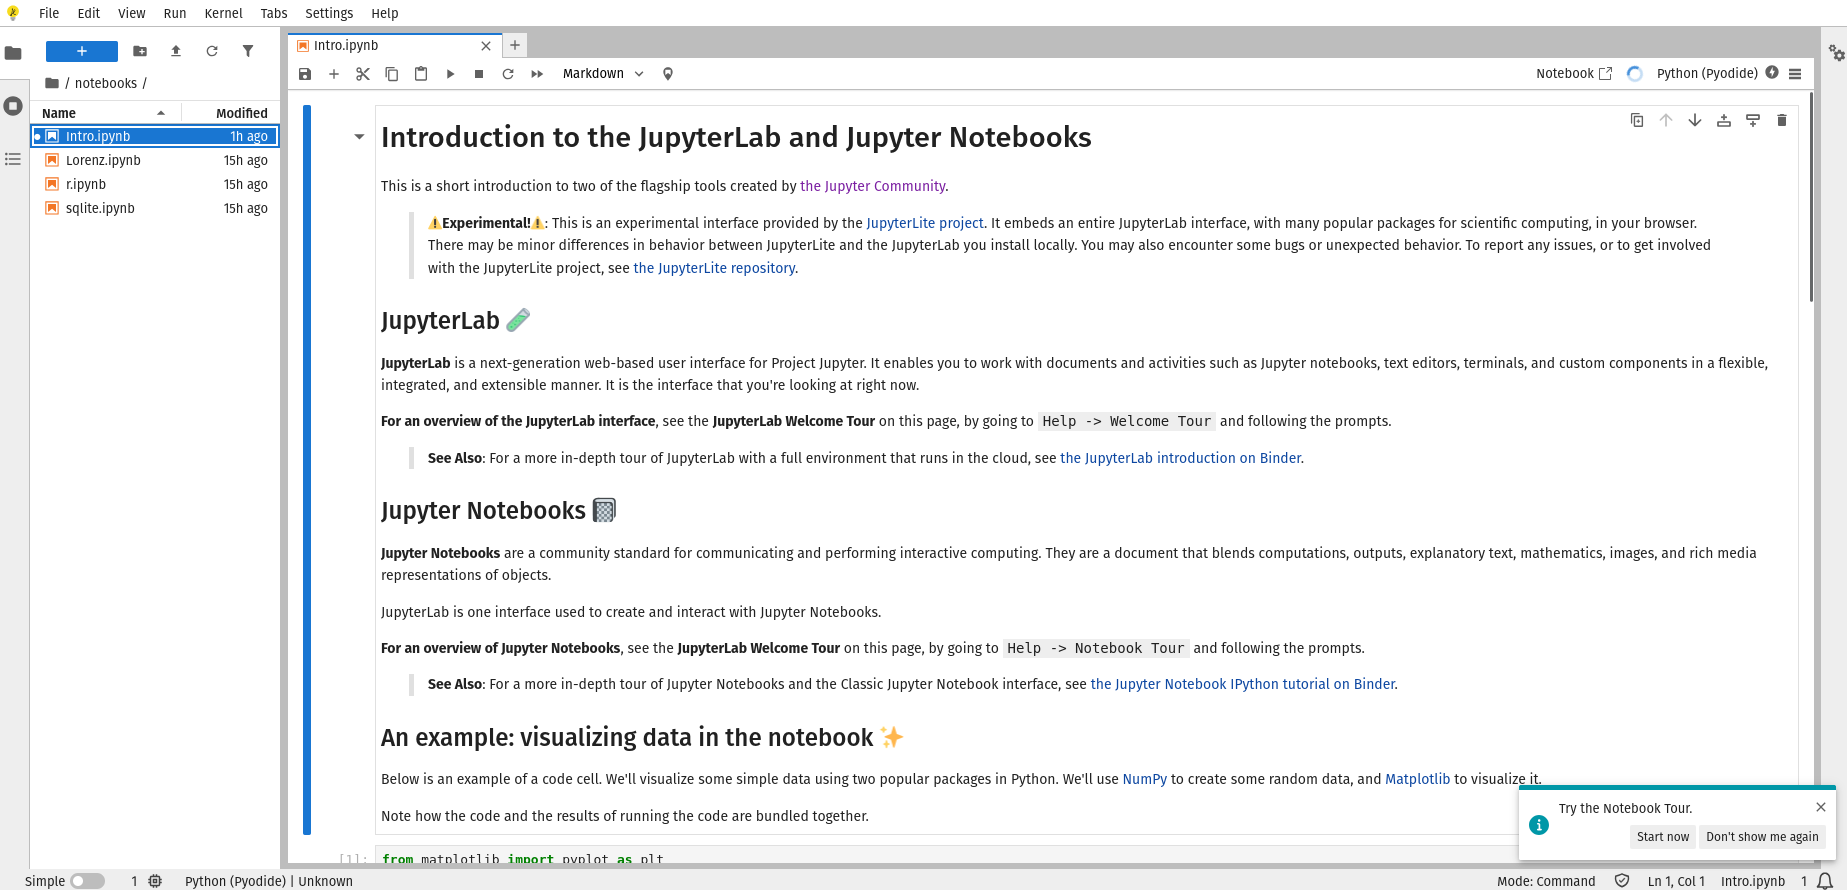 File Edit View Run Kernel Tabs Settings Help
/ notebooks /
Name Modified
Intro.ipynb 1h ago
Lorenz.ipynb 15h ago
r.ipynb 15h ago
sqlite.ipynb 15h ago
Intro.ipynb
Markdown
Notebook
Python (Pyodide)
Introduction to the JupyterLab and Jupyter Notebooks
This is a short introduction to two of the flagship tools created by the Jupyter Community.
⚠️Experimental!⚠️: This is an experimental interface provided by the JupyterLite project. It embeds an entire JupyterLab interface, with many popular packages for scientific computing, in your browser.
There may be minor differences in behavior between JupyterLite and the JupyterLab you install locally. You may also encounter some bugs or unexpected behavior. To report any issues, or to get involved
with the JupyterLite project, see the JupyterLite repository.
JupyterLab 🧪
JupyterLab is a next-generation web-based user interface for Project Jupyter. It enables you to work with documents and activities such as Jupyter notebooks, text editors, terminals, and custom components in a flexible,
integrated, and extensible manner. It is the interface that you're looking at right now.
For an overview of the JupyterLab interface, see the JupyterLab Welcome Tour on this page, by going to Help -> Welcome Tour and following the prompts.
See Also: For a more in-depth tour of JupyterLab with a full environment that runs in the cloud, see the JupyterLab introduction on Binder.
Jupyter Notebooks 📓
Jupyter Notebooks are a community standard for communicating and performing interactive computing. They are a document that blends computations, outputs, explanatory text, mathematics, images, and rich media
representations of objects.
JupyterLab is one interface used to create and interact with Jupyter Notebooks.
For an overview of Jupyter Notebooks, see the JupyterLab Welcome Tour on this page, by going to Help -> Notebook Tour and following the prompts.
See Also: For a more in-depth tour of Jupyter Notebooks and the Classic Jupyter Notebook interface, see the Jupyter Notebook IPython tutorial on Binder.
An example: visualizing data in the notebook ✨
Below is an example of a code cell. We'll visualize some simple data using two popular packages in Python. We'll use NumPy to create some random data, and Matplotlib to visualize it.
Note how the code and the results of running the code are bundled together.
[1]: from matplotlib import pyplot as plt
Try the Notebook Tour.
Start now Don't show me again
Simple 1 Python (Pyodide) | Unknown Mode: Command Ln 1, Col 1 Intro.ipynb 1